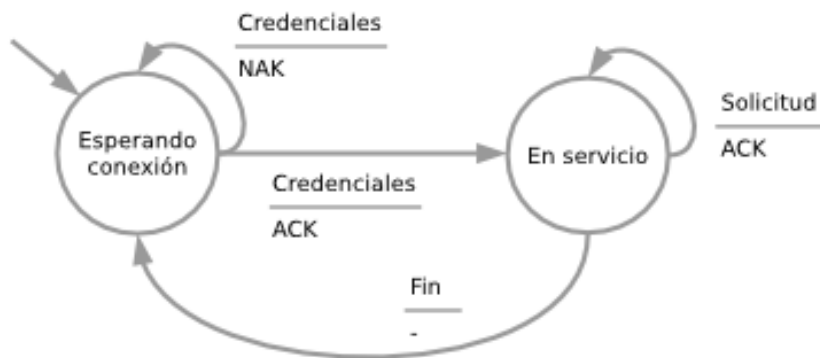 Credenciales
NAK
Esperando
conexión
Credenciales
ACK
En servicio
Solicitud
ACK
Fin
-